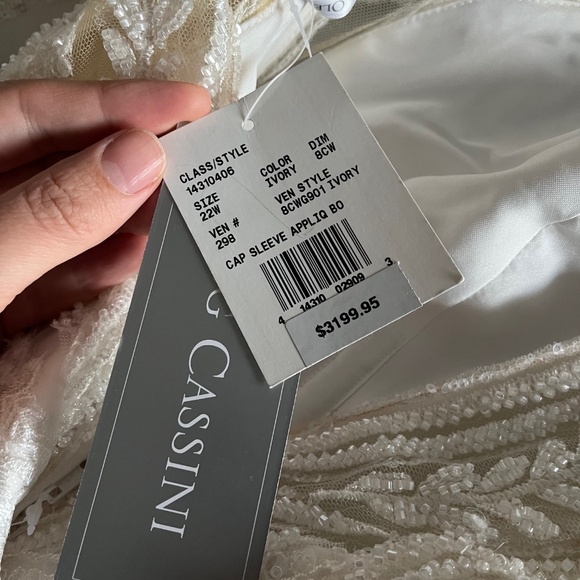 CLASS/STYLE
14310406
COLOR
IVORY
DIM
8CW
SIZE
22W
VEN STYLE
8CWG901 IVORY
VEN #
298
CAP SLEEVE APPLIQ BO
4 14310 02909 3
$3199.95
G CASSINI